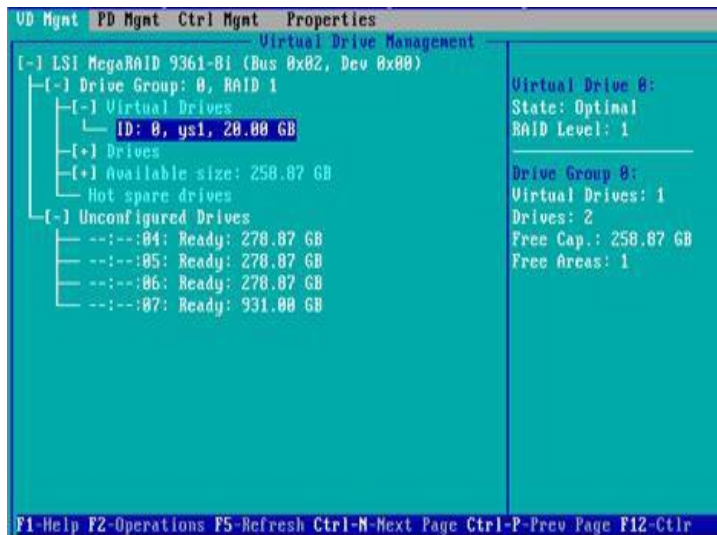 VD Mgmt PD Mgmt Ctrl Mgmt Properties
Virtual Drive Management
[-] LSI MegaRAID 9361-8i (Bus 0x02, Dev 0x00)
[-] Drive Group: 0, RAID 1
[-] Virtual Drives
ID: 0, ys1, 20.00 GB
[+] Drives
[+] Available size: 258.87 GB
Hot spare drives
[-] Unconfigured Drives
--:--:04: Ready: 278.87 GB
--:--:05: Ready: 278.87 GB
--:--:06: Ready: 278.87 GB
--:--:07: Ready: 931.00 GB
Virtual Drive 0:
State: Optimal
RAID Level: 1
Drive Group 0:
Virtual Drives: 1
Drives: 2
Free Cap.: 258.87 GB
Free Areas: 1
F1-Help F2-Operations F5-Refresh Ctrl-N-Next Page Ctrl-P-Prev Page F12-Ctlr